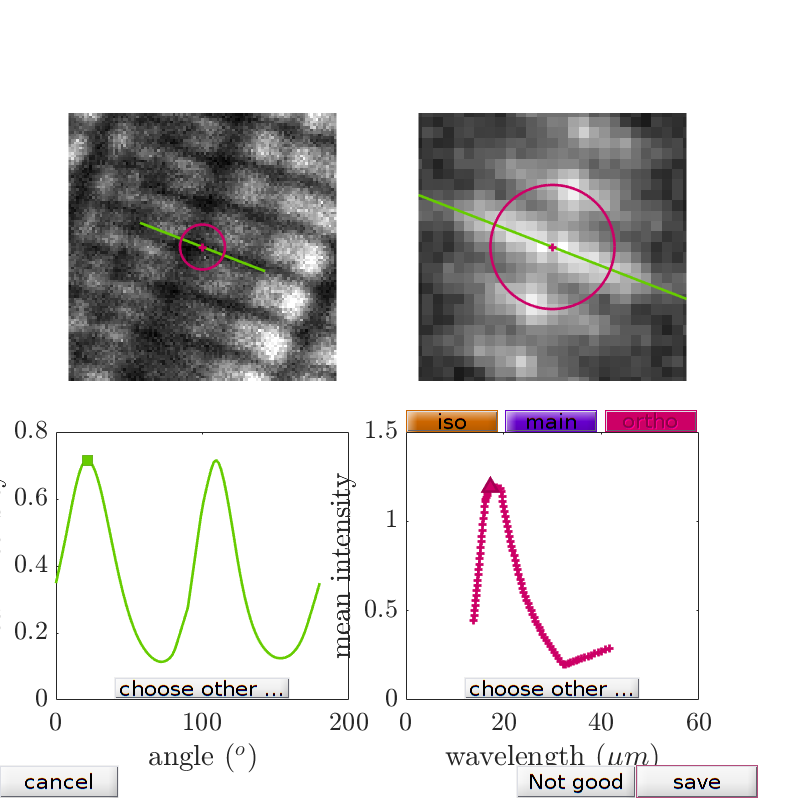 iso main ortho
0.8
0.6
0.4
0.2
0
1.5
1
0.5
0
mean intensity
choose other ...
choose other ...
0 100 200
0 20 40 60
angle (°)
wavelength (μm)
cancel
Not good
save